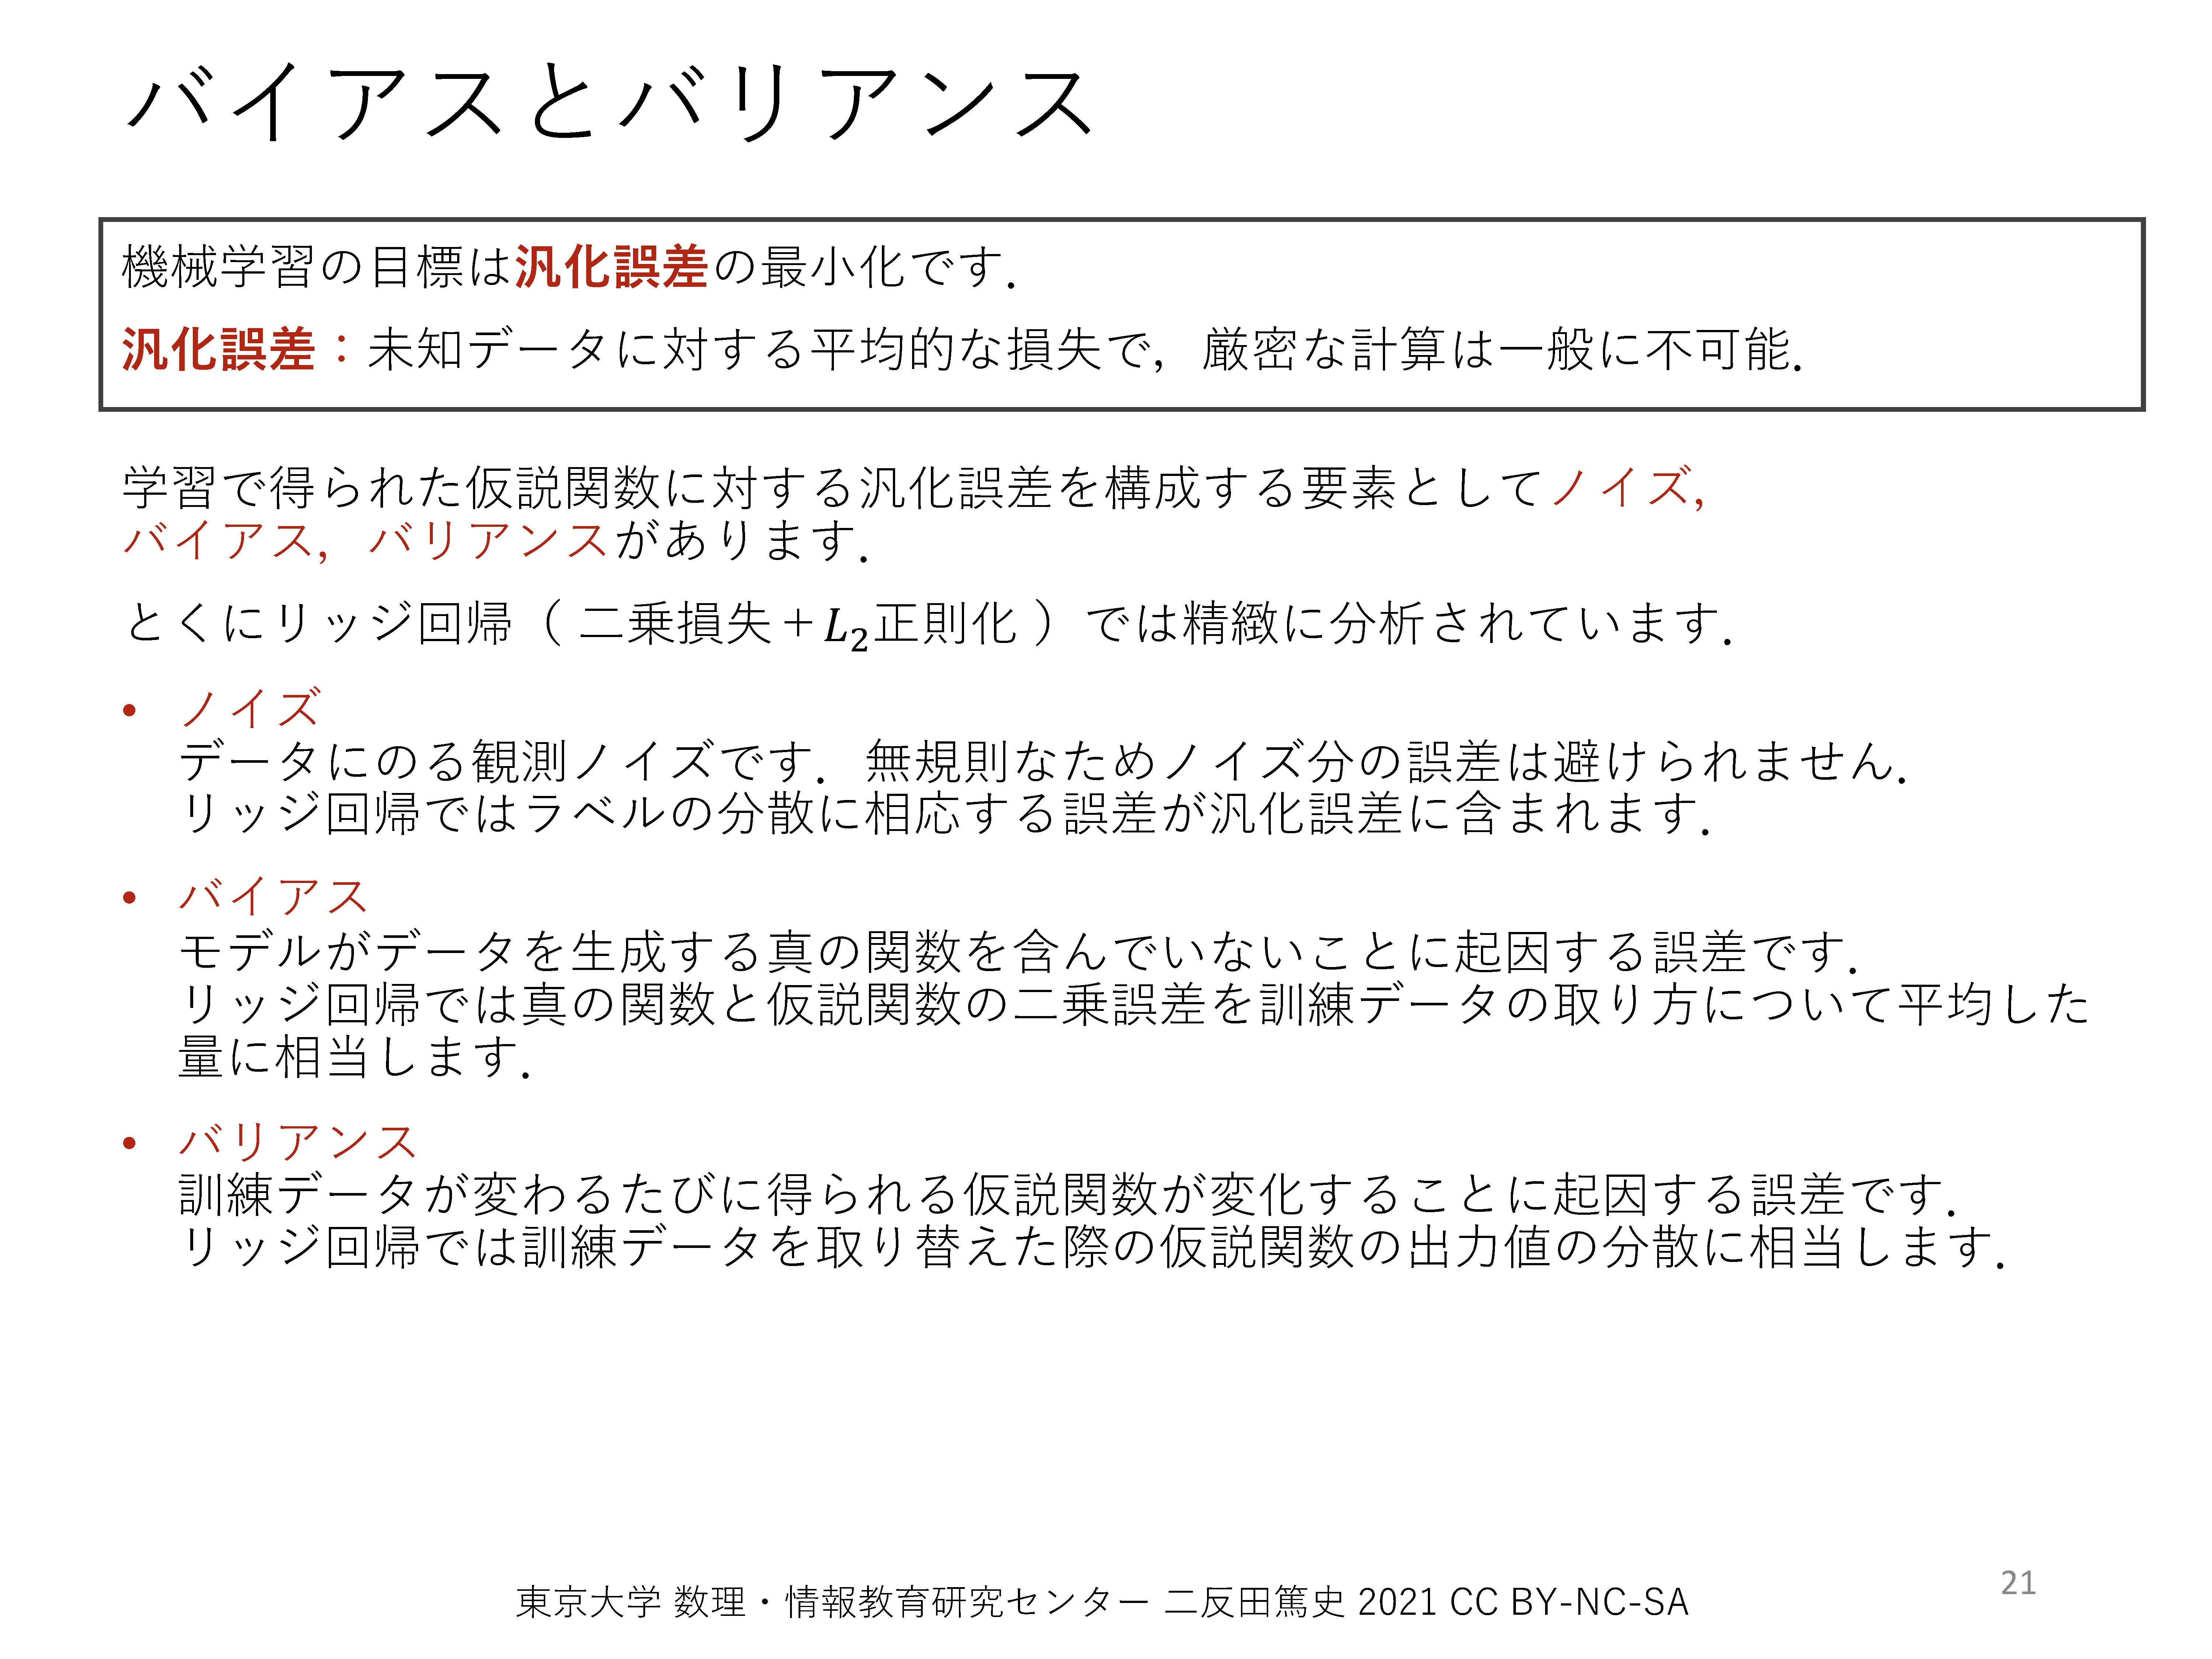 バイアスとバリアンス
機械学習の目標は汎化誤差の最小化です．
汎化誤差：未知データに対する平均的な損失で，厳密な計算は一般に不可能．
学習で得られた仮説関数に対する汎化誤差を構成する要素としてノイズ，
バイアス，バリアンスがあります．
とくにリッジ回帰（ 二乗損失＋L₂正則化 ）では精緻に分析されています．
• ノイズ
データにのる観測ノイズです．無規則なためノイズ分の誤差は避けられません．
リッジ回帰ではラベルの分散に相応する誤差が汎化誤差に含まれます．
• バイアス
モデルがデータを生成する真の関数を含んでいないことに起因する誤差です．
リッジ回帰では真の関数と仮説関数の二乗誤差を訓練データの取り方について平均した
量に相当します．
• バリアンス
訓練データが変わるたびに得られる仮説関数が変化することに起因する誤差です．
リッジ回帰では訓練データを取り替えた際の仮説関数の出力値の分散に相当します．
東京大学 数理・情報教育研究センター 二反田篤史 2021 CC BY-NC-SA
21